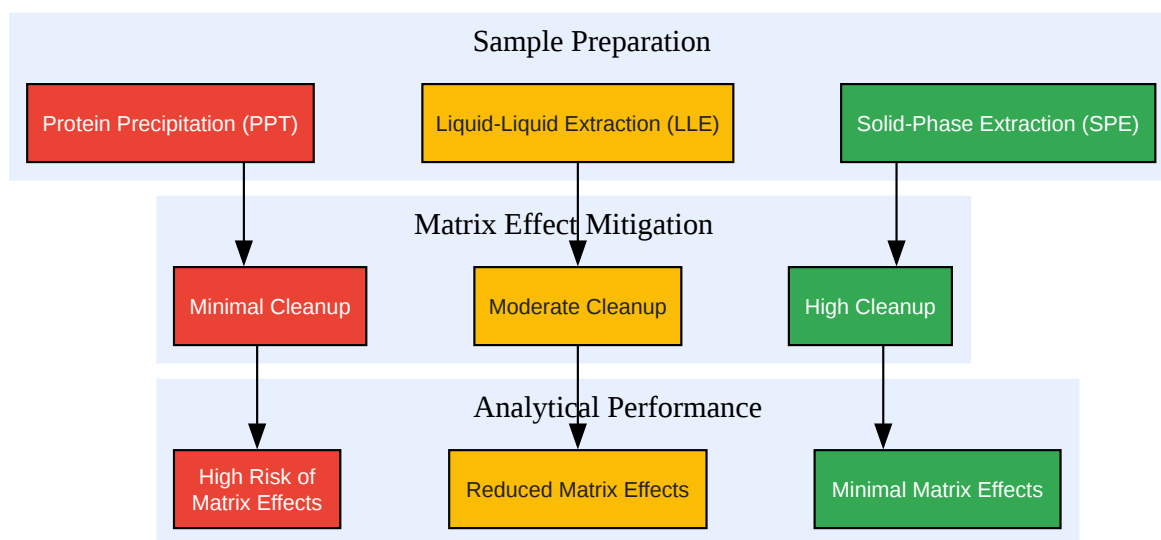 Sample Preparation
Protein Precipitation (PPT)
Liquid-Liquid Extraction (LLE)
Solid-Phase Extraction (SPE)
Matrix Effect Mitigation
Minimal Cleanup
Moderate Cleanup
High Cleanup
Analytical Performance
High Risk of
Matrix Effects
Reduced Matrix Effects
Minimal Matrix Effects